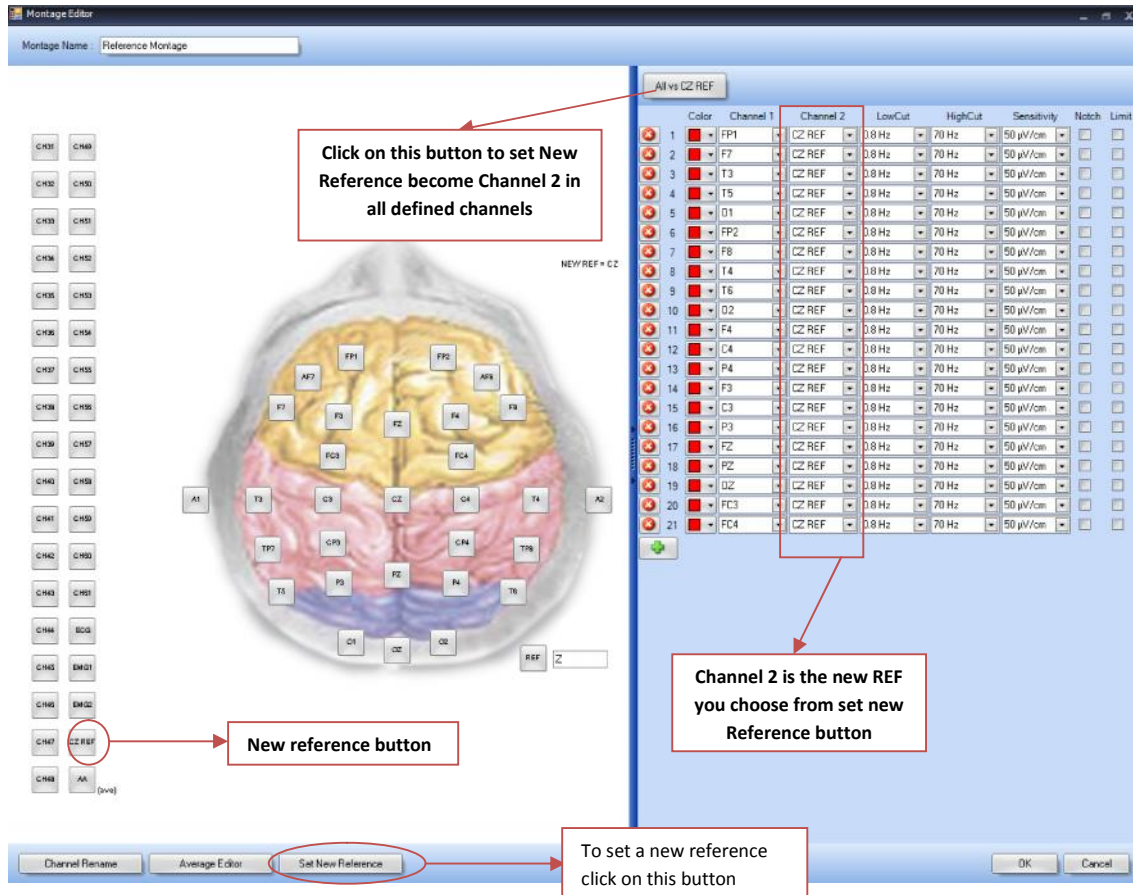 Montage Editor
Montage Name : Reference Montage
All vs CZ REF
Color Channel 1 Channel 2 LowCut HighCut Sensitivity Notch Limit
1 FP1 CZ REF 0.8 Hz 70 Hz 50 µV/cm
2 F7 CZ REF 0.8 Hz 70 Hz 50 µV/cm
3 T3 CZ REF 0.8 Hz 70 Hz 50 µV/cm
4 T5 CZ REF 0.8 Hz 70 Hz 50 µV/cm
5 O1 CZ REF 0.8 Hz 70 Hz 50 µV/cm
6 FP2 CZ REF 0.8 Hz 70 Hz 50 µV/cm
7 F8 CZ REF 0.8 Hz 70 Hz 50 µV/cm
8 T4 CZ REF 0.8 Hz 70 Hz 50 µV/cm
9 T6 CZ REF 0.8 Hz 70 Hz 50 µV/cm
10 O2 CZ REF 0.8 Hz 70 Hz 50 µV/cm
11 F4 CZ REF 0.8 Hz 70 Hz 50 µV/cm
12 C4 CZ REF 0.8 Hz 70 Hz 50 µV/cm
13 P4 CZ REF 0.8 Hz 70 Hz 50 µV/cm
14 F3 CZ REF 0.8 Hz 70 Hz 50 µV/cm
15 C3 CZ REF 0.8 Hz 70 Hz 50 µV/cm
16 P3 CZ REF 0.8 Hz 70 Hz 50 µV/cm
17 FZ CZ REF 0.8 Hz 70 Hz 50 µV/cm
18 PZ CZ REF 0.8 Hz 70 Hz 50 µV/cm
19 OZ CZ REF 0.8 Hz 70 Hz 50 µV/cm
20 FC3 CZ REF 0.8 Hz 70 Hz 50 µV/cm
21 FC4 CZ REF 0.8 Hz 70 Hz 50 µV/cm
Click on this button to set New
Reference become Channel 2 in
all defined channels
NEW REF = CZ
CH31 CH49
CH32 CH50
CH33 CH51
CH34 CH52
CH35 CH53
CH36 CH54
CH37 CH55
CH38 CH56
CH39 CH57
CH40 CH58
CH41 CH59
CH42 CH60
CH43 CH61
CH44 ECG
CH45 EMG1
CH46 EMG2
CH47 CZ REF
CH48 AA (ave)
FP1 FP2
AF7 AF8
F7 F3 FZ F4 F8
FC3 FC4
A1 T3 C3 CZ C4 T4 A2
TP7 CP3 CP4 TP8
T5 P3 PZ P4 T6
O1 OZ O2
REF Z
New reference button
Channel 2 is the new REF
you choose from set new
Reference button
To set a new reference
click on this button
Channel Rename Average Editor Set New Reference OK Cancel